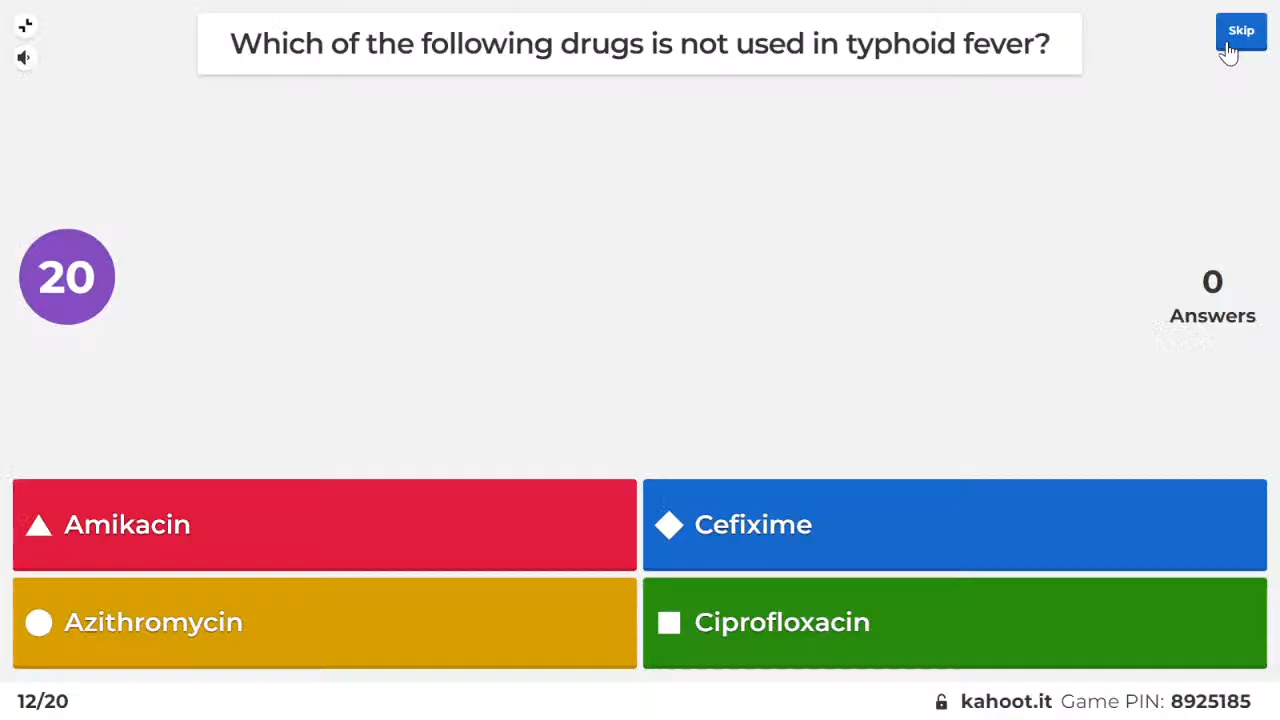 Which of the following drugs is not used in typhoid fever?
Skip
20
0
Answers
Amikacin
Cefixime
Azithromycin
Ciprofloxacin
12/20
kahoot.it Game PIN: 8925185